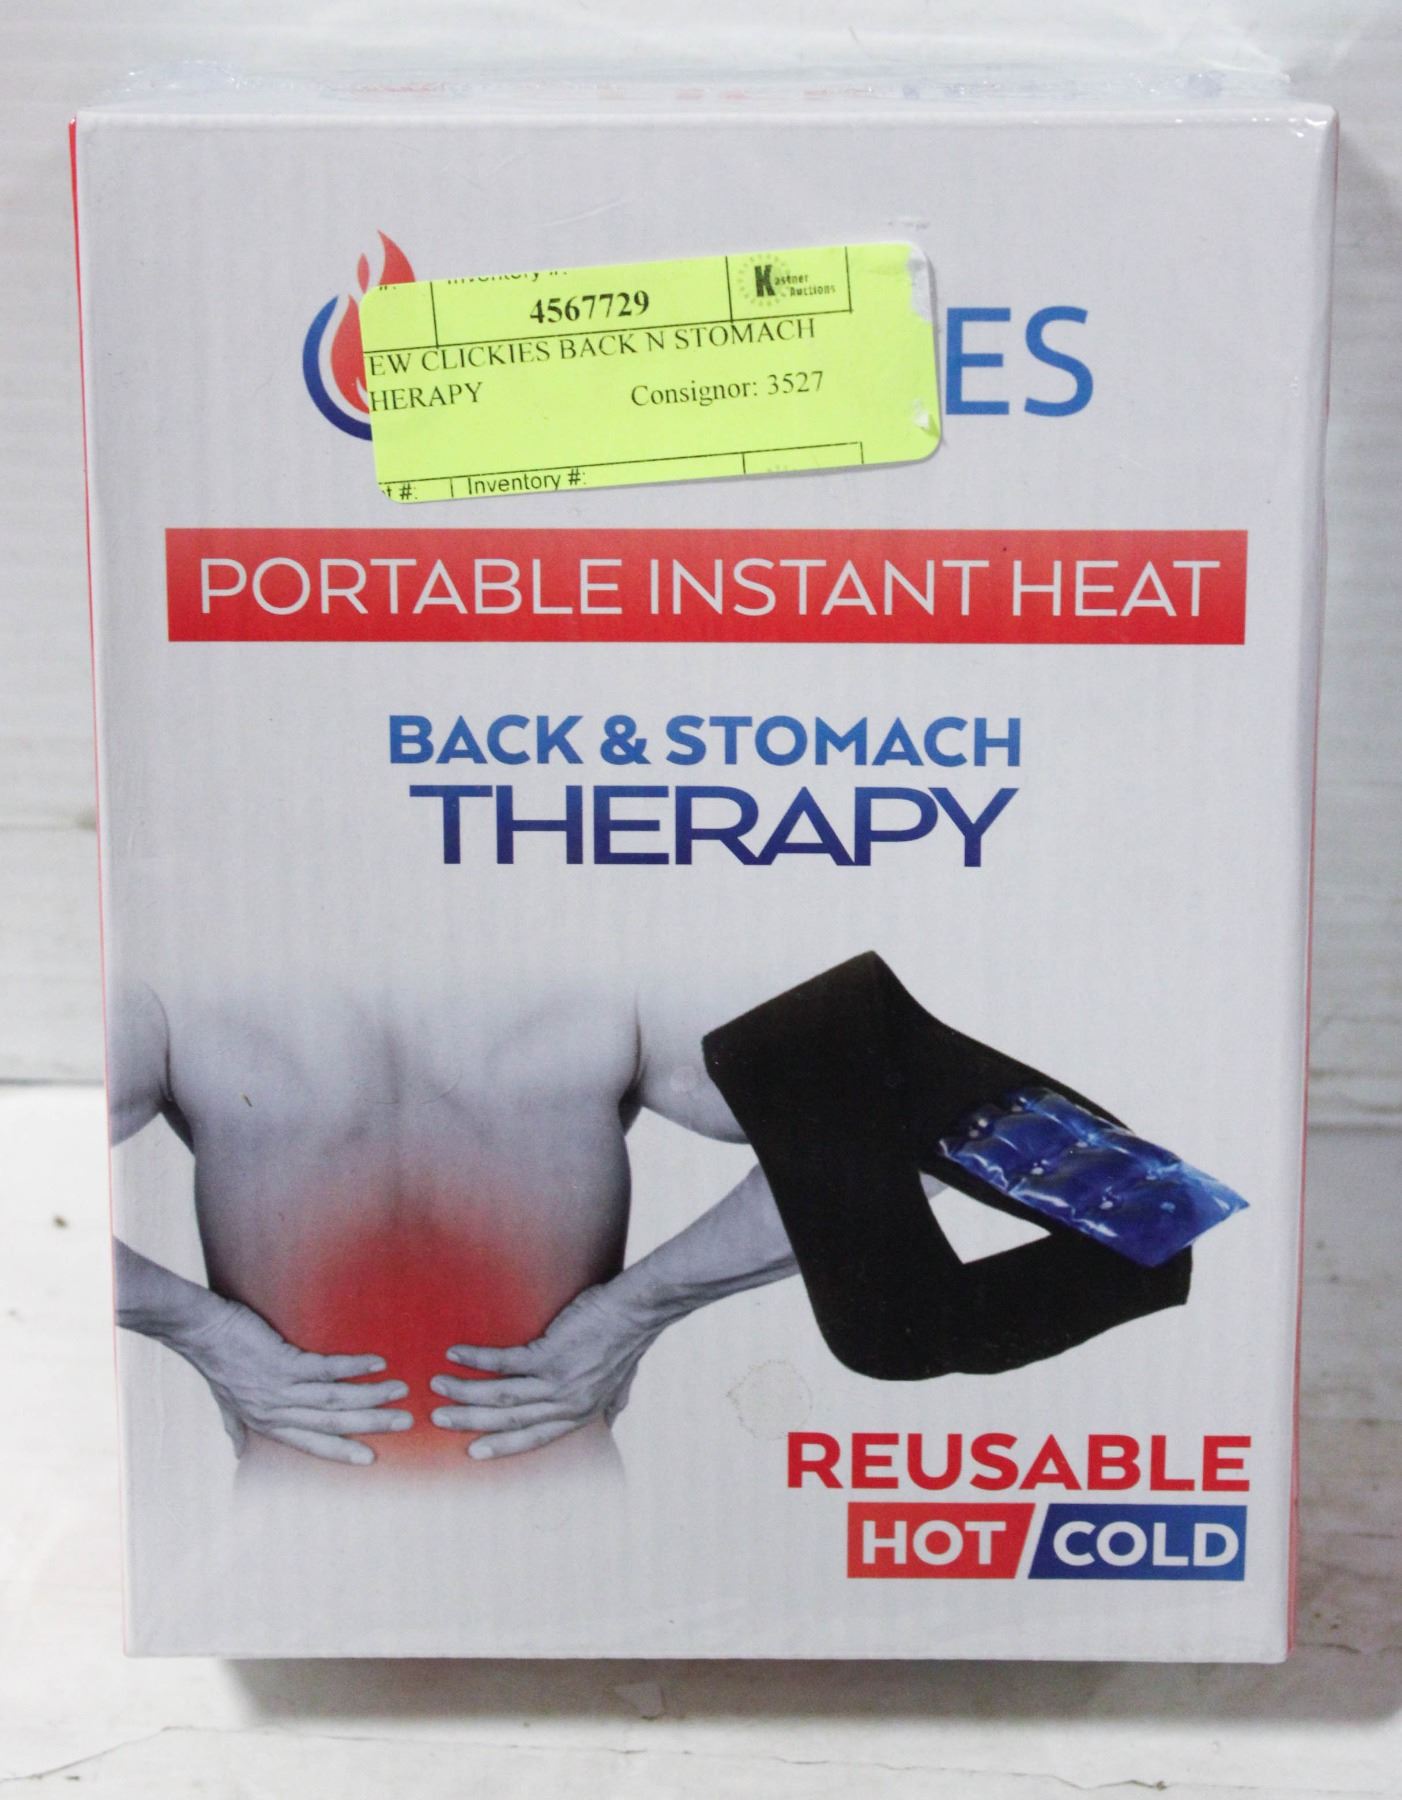 Inventory #:
4567729
Kastner
Auctions
EW CLICKIES BACK N STOMACH
HERAPY Consignor: 3527
t #: Inventory #:
ES
PORTABLE INSTANT HEAT
BACK & STOMACH
THERAPY
REUSABLE
HOT/COLD